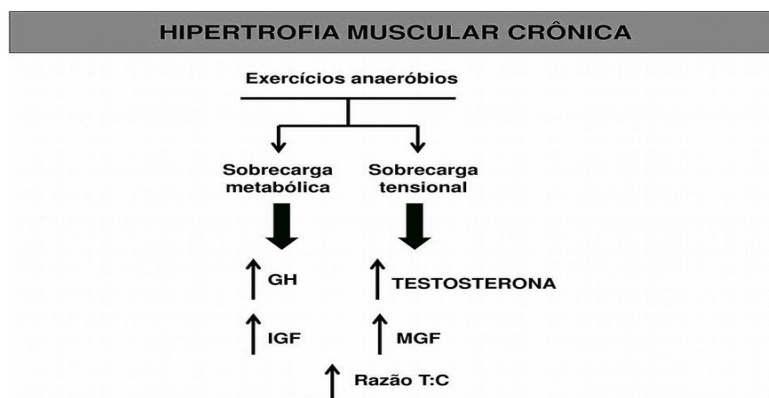 HIPERTROFIA MUSCULAR CRÔNICA
Exercícios anaeróbios
Sobrecarga
metabólica
Sobrecarga
tensional
GH
TESTOSTERONA
IGF
MGF
Razão T:C